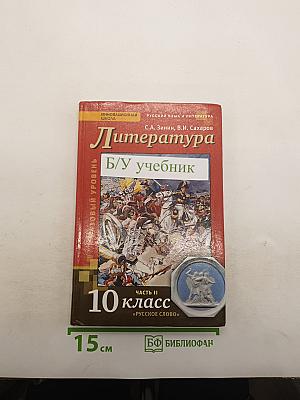 ИННОВАЦИОННАЯ ШКОЛА
РУССКИЙ ЯЗЫК И ЛИТЕРАТУРА
С.А. Зинин, В.И. Сахаров
Литература
БАЗОВЫЙ УРОВЕНЬ
Б/У учебник
ЧАСТЬ II
10 класс
«РУССКОЕ СЛОВО»
15 см
БФ БИБЛИОФАН